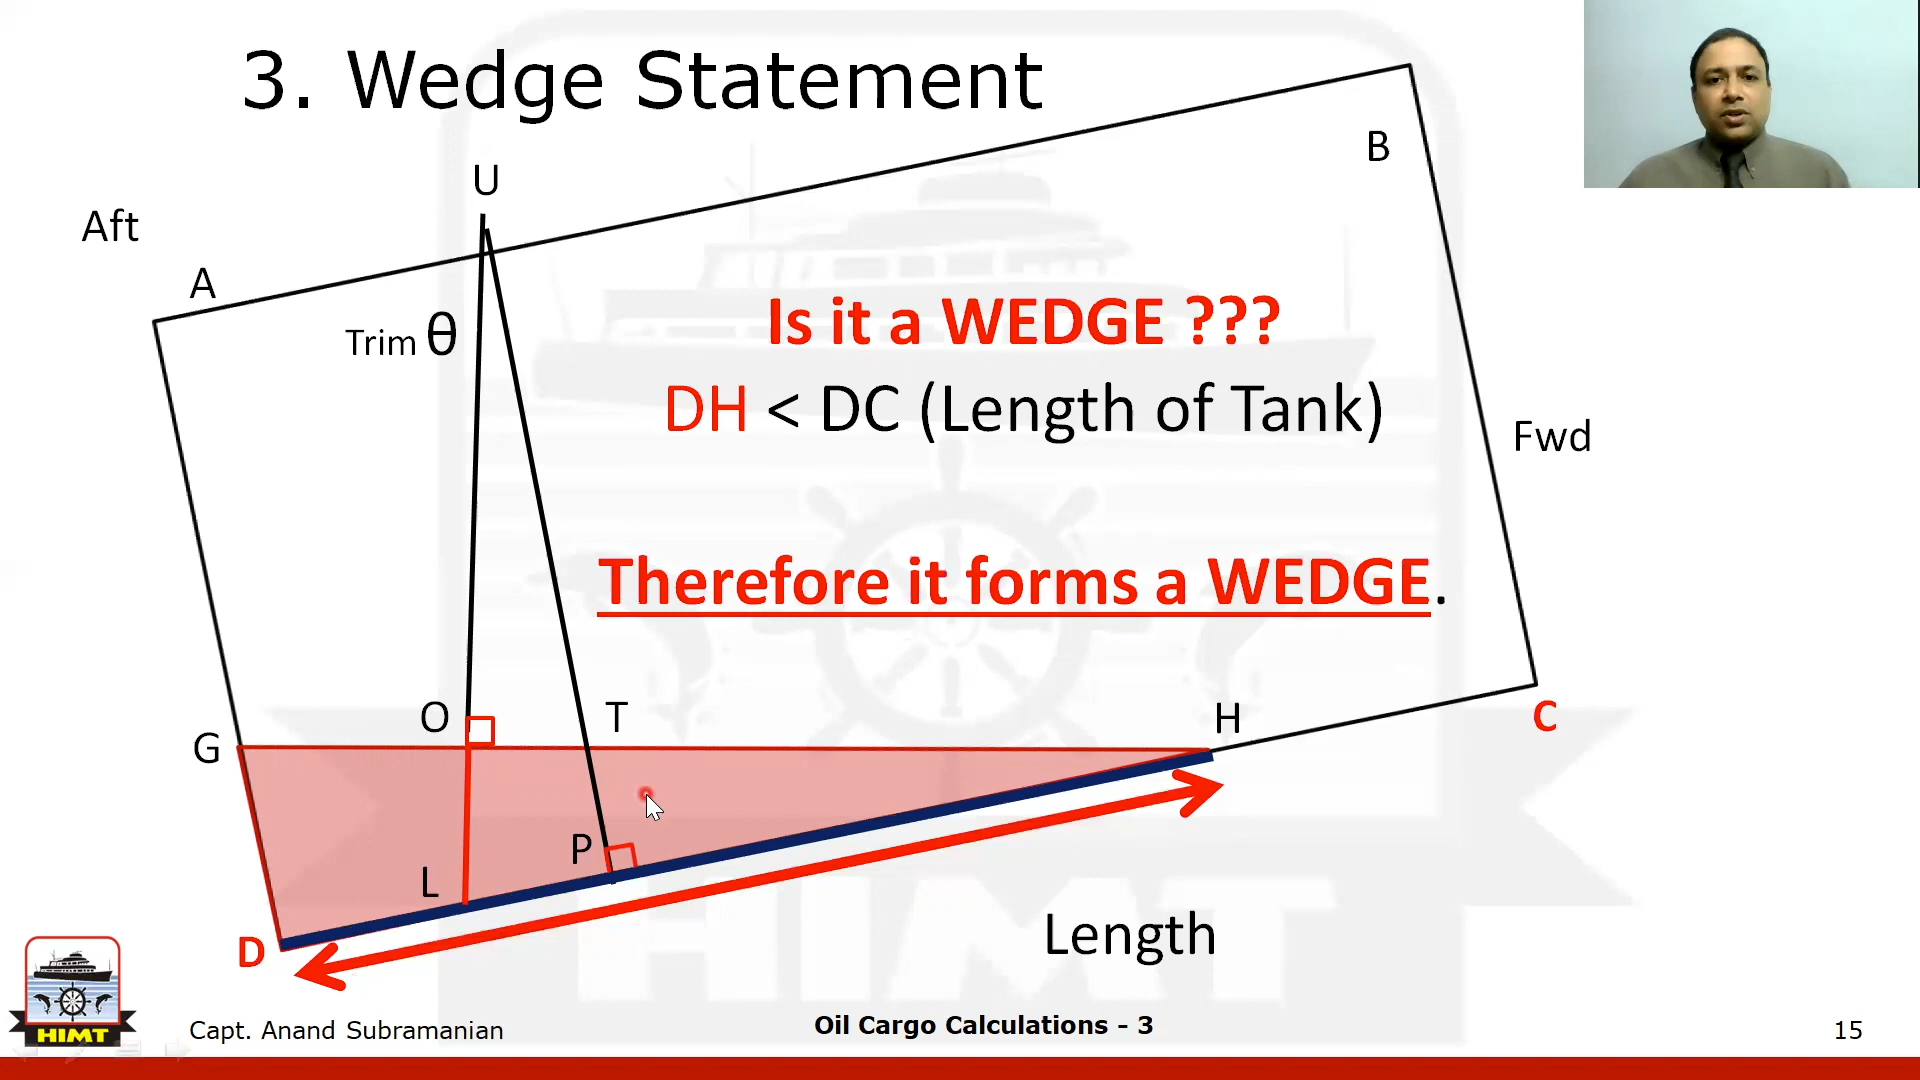 3. Wedge Statement
B
U
Aft
A
Trim θ
Is it a WEDGE ???
DH < DC (Length of Tank)
Fwd
Therefore it forms a WEDGE.
O
T
H
C
G
P
L
D
Length
HIMT
HIMT
Capt. Anand Subramanian
Oil Cargo Calculations - 3
15